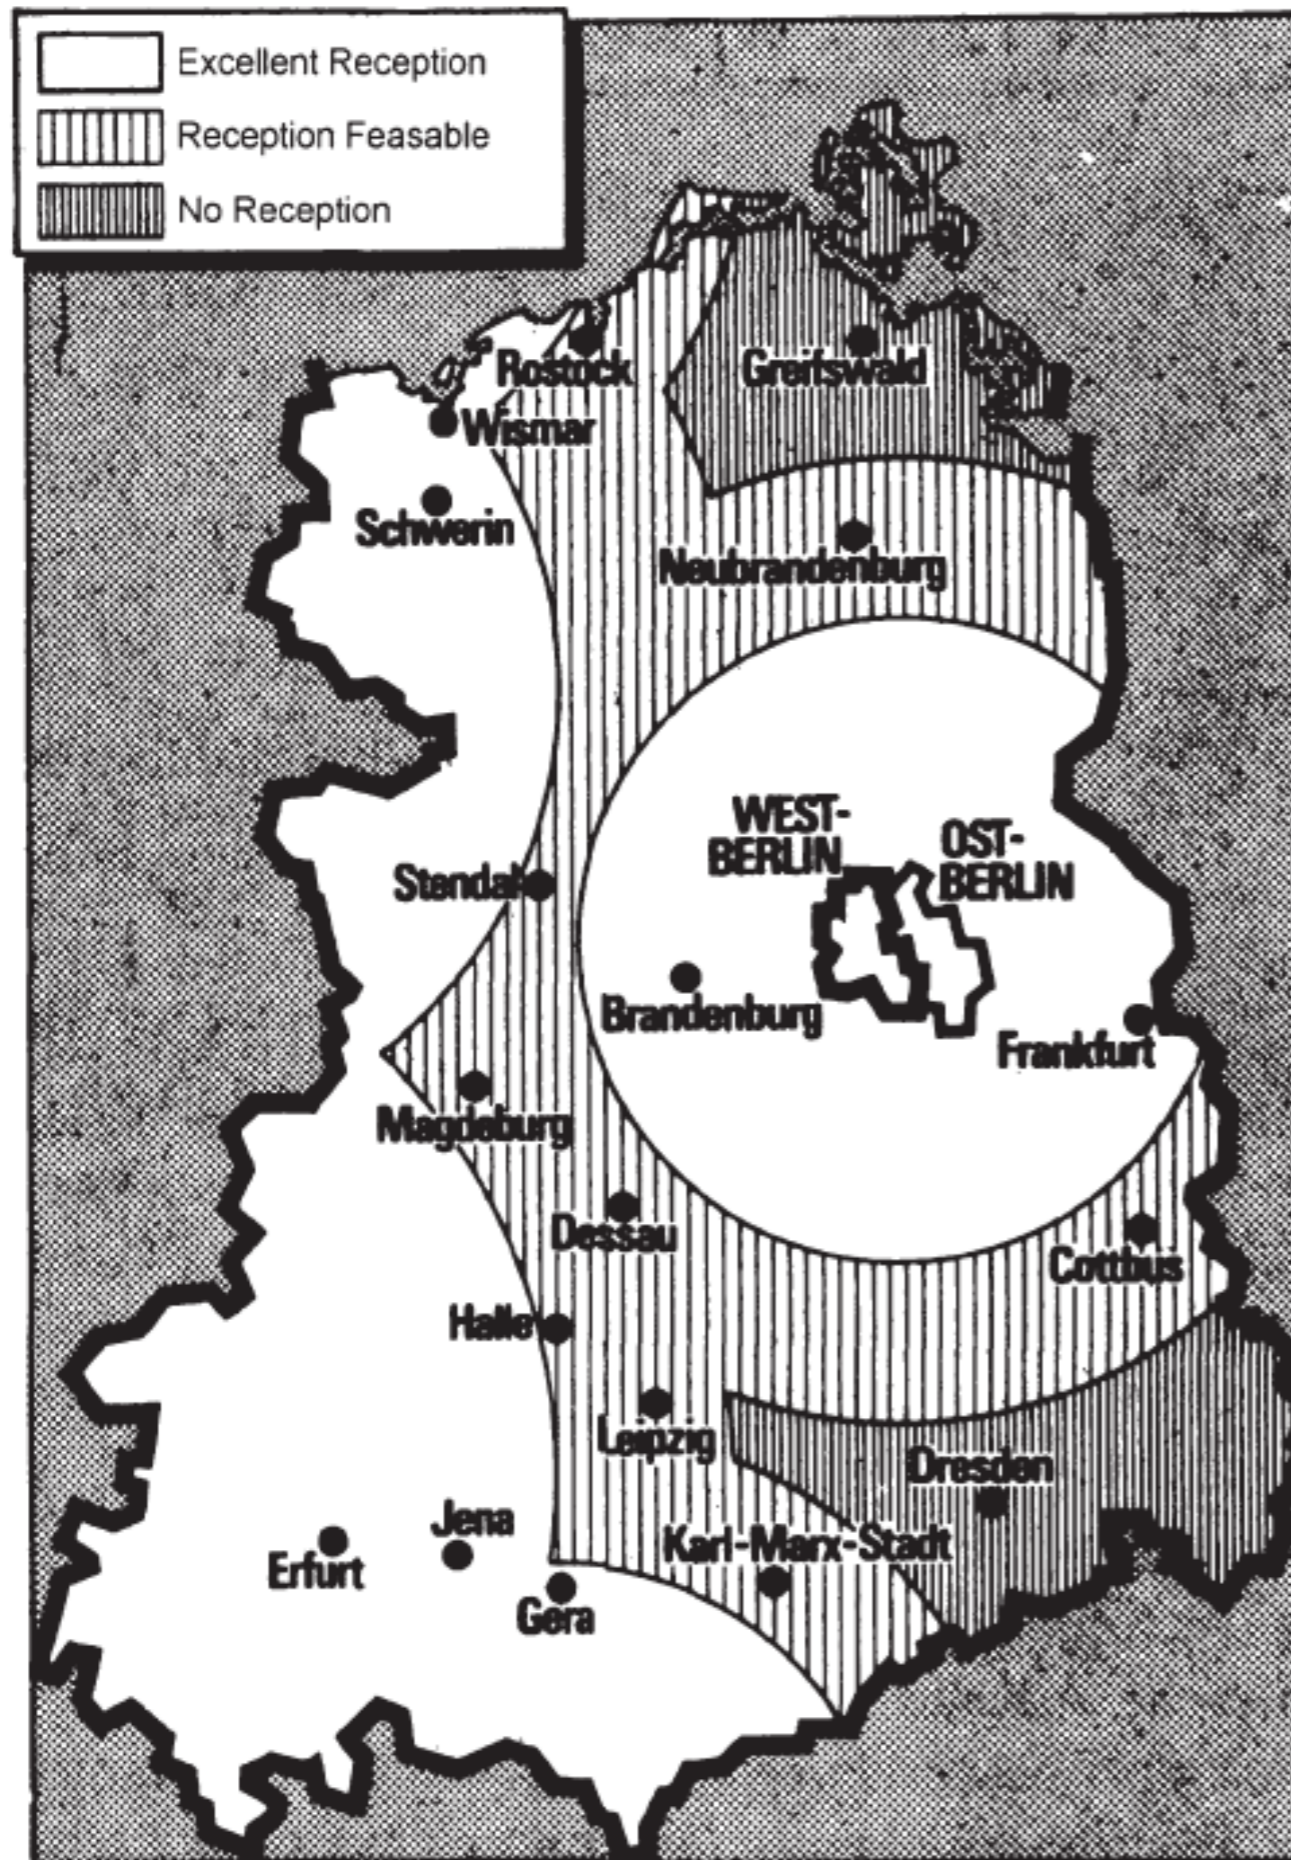 Excellent Reception
Reception Feasable
No Reception
Rostock
Greifswald
Wismar
Schwerin
Neubrandenburg
WEST-
BERLIN
OST-
BERLIN
Stendal
Brandenburg
Frankfurt
Magdeburg
Dessau
Cottbus
Halle
Leipzig
Dresden
Jena
Karl-Marx-Stadt
Erfurt
Gera